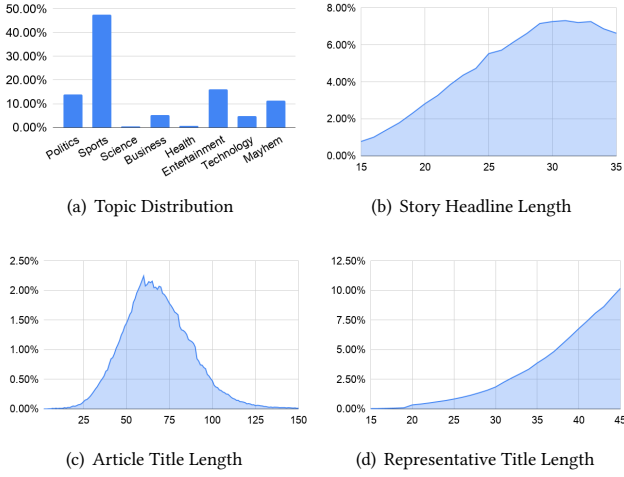 50.00%
40.00%
30.00%
20.00%
10.00%
0.00%
Politics
Sports
Science
Business
Health
Entertainment
Technology
Mayhem
(a) Topic Distribution
8.00%
6.00%
4.00%
2.00%
0.00%
15 20 25 30 35
(b) Story Headline Length
2.50%
2.00%
1.50%
1.00%
0.50%
0.00%
25 50 75 100 125 150
(c) Article Title Length
12.50%
10.00%
7.50%
5.00%
2.50%
0.00%
15 20 25 30 35 40 45
(d) Representative Title Length